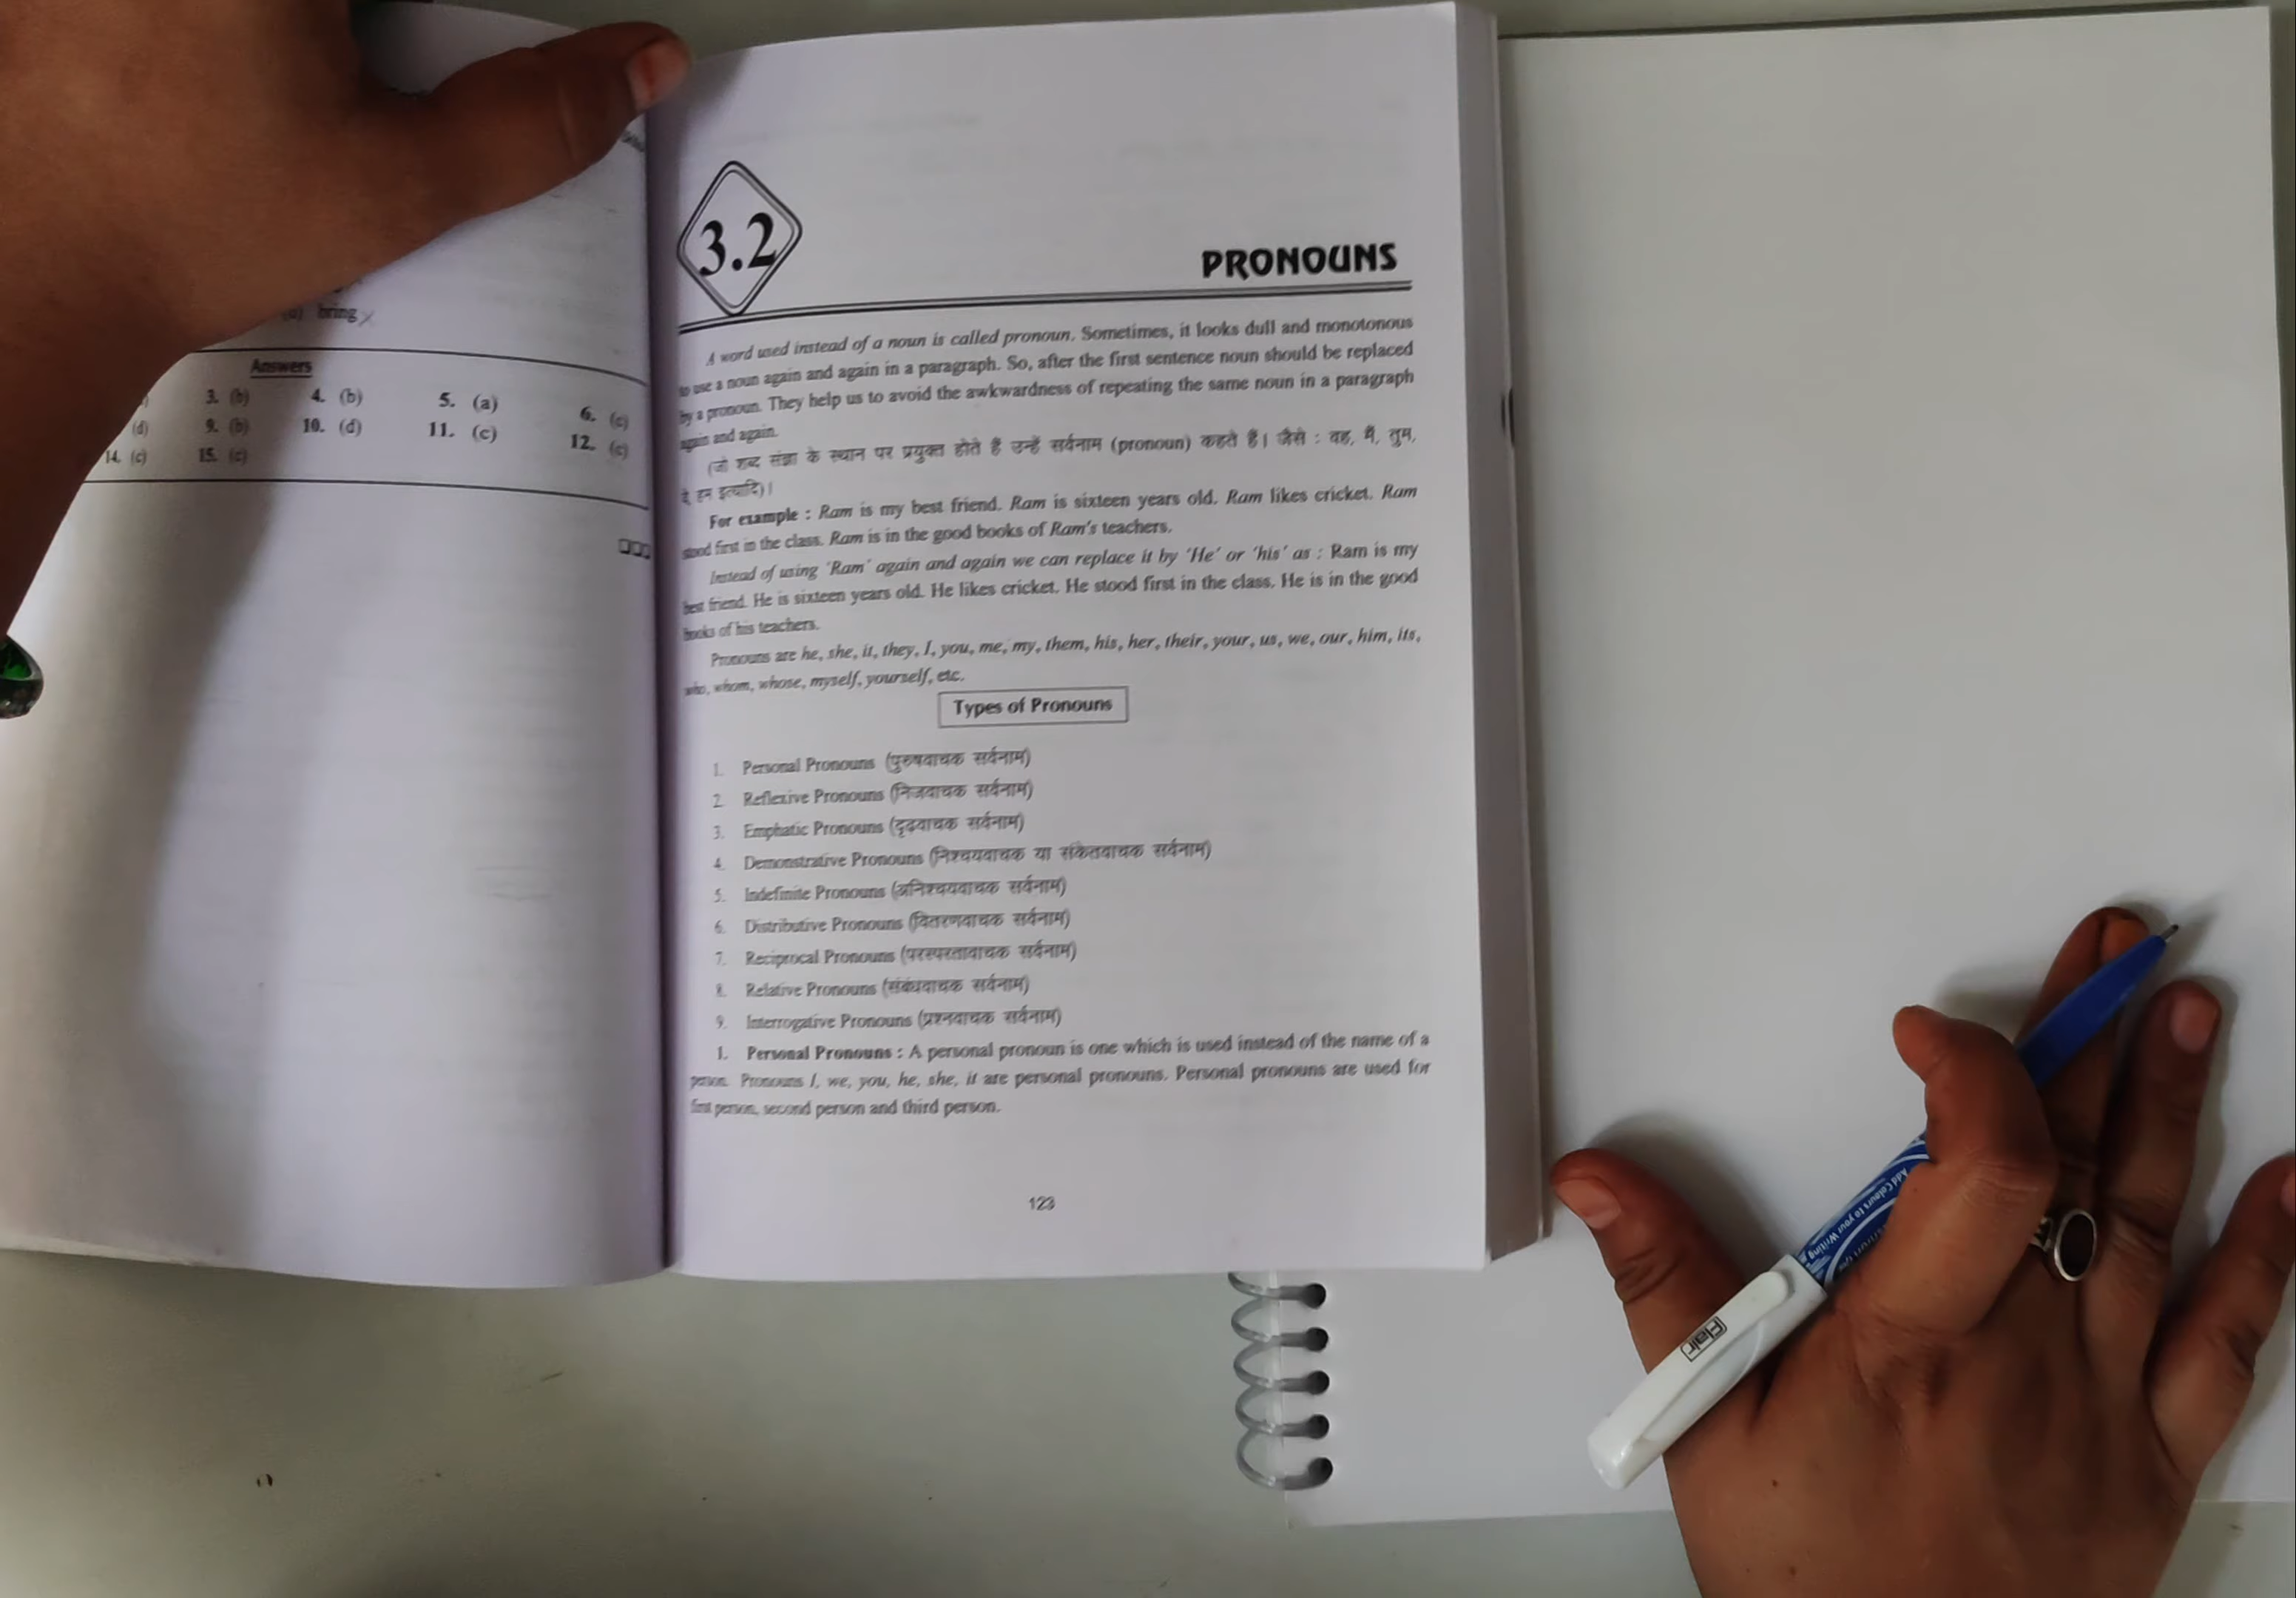 bring
Answers
3. (b) 4. (b) 5. (a) 6. (c)
(d) 9. (b) 10. (d) 11. (c) 12. (c)
14. (c) 15. (c)
3.2
PRONOUNS
A word used instead of a noun is called pronoun. Sometimes, it looks dull and monotonous
to use a noun again and again in a paragraph. So, after the first sentence noun should be replaced
by a pronoun. They help us to avoid the awkwardness of repeating the same noun in a paragraph
again and again.
(जो शब्द संज्ञा के स्थान पर प्रयुक्त होते हैं उन्हें सर्वनाम (pronoun) कहते हैं। जैसे : वह, मैं, तुम,
वे, हम इत्यादि)।
For example : Ram is my best friend. Ram is sixteen years old. Ram likes cricket. Ram
stood first in the class. Ram is in the good books of Ram's teachers.
Instead of using 'Ram' again and again we can replace it by 'He' or 'his' as : Ram is my
best friend. He is sixteen years old. He likes cricket. He stood first in the class. He is in the good
books of his teachers.
Pronouns are he, she, it, they, I, you, me, my, them, his, her, their, your, us, we, our, him, its,
who, whom, whose, myself, yourself, etc.
Types of Pronouns
1. Personal Pronouns (पुरुषवाचक सर्वनाम)
2. Reflexive Pronouns (निजवाचक सर्वनाम)
3. Emphatic Pronouns (दृढ़वाचक सर्वनाम)
4. Demonstrative Pronouns (निश्चयवाचक या संकेतवाचक सर्वनाम)
5. Indefinite Pronouns (अनिश्चयवाचक सर्वनाम)
6. Distributive Pronouns (वितरणवाचक सर्वनाम)
7. Reciprocal Pronouns (परस्परतावाचक सर्वनाम)
8. Relative Pronouns (संबंधवाचक सर्वनाम)
9. Interrogative Pronouns (प्रश्नवाचक सर्वनाम)
1. Personal Pronouns : A personal pronoun is one which is used instead of the name of a
person. Pronouns I, we, you, he, she, it are personal pronouns. Personal pronouns are used for
first person, second person and third person.
123
Add Colours to your Writing
Flair